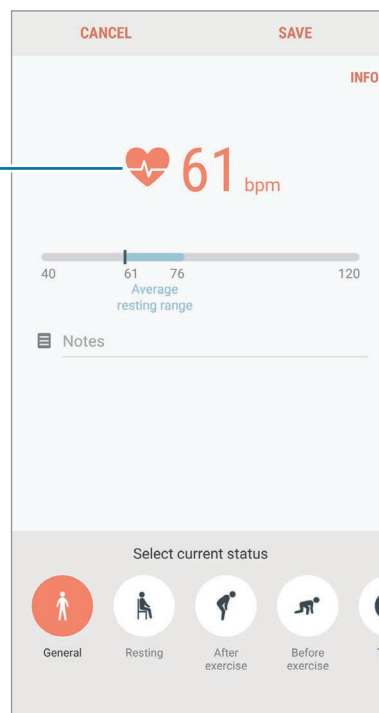 CANCEL SAVE
INFO
61 bpm
40 61 76 120
Average
resting range
Notes
Select current status
General Resting After exercise Before exercise